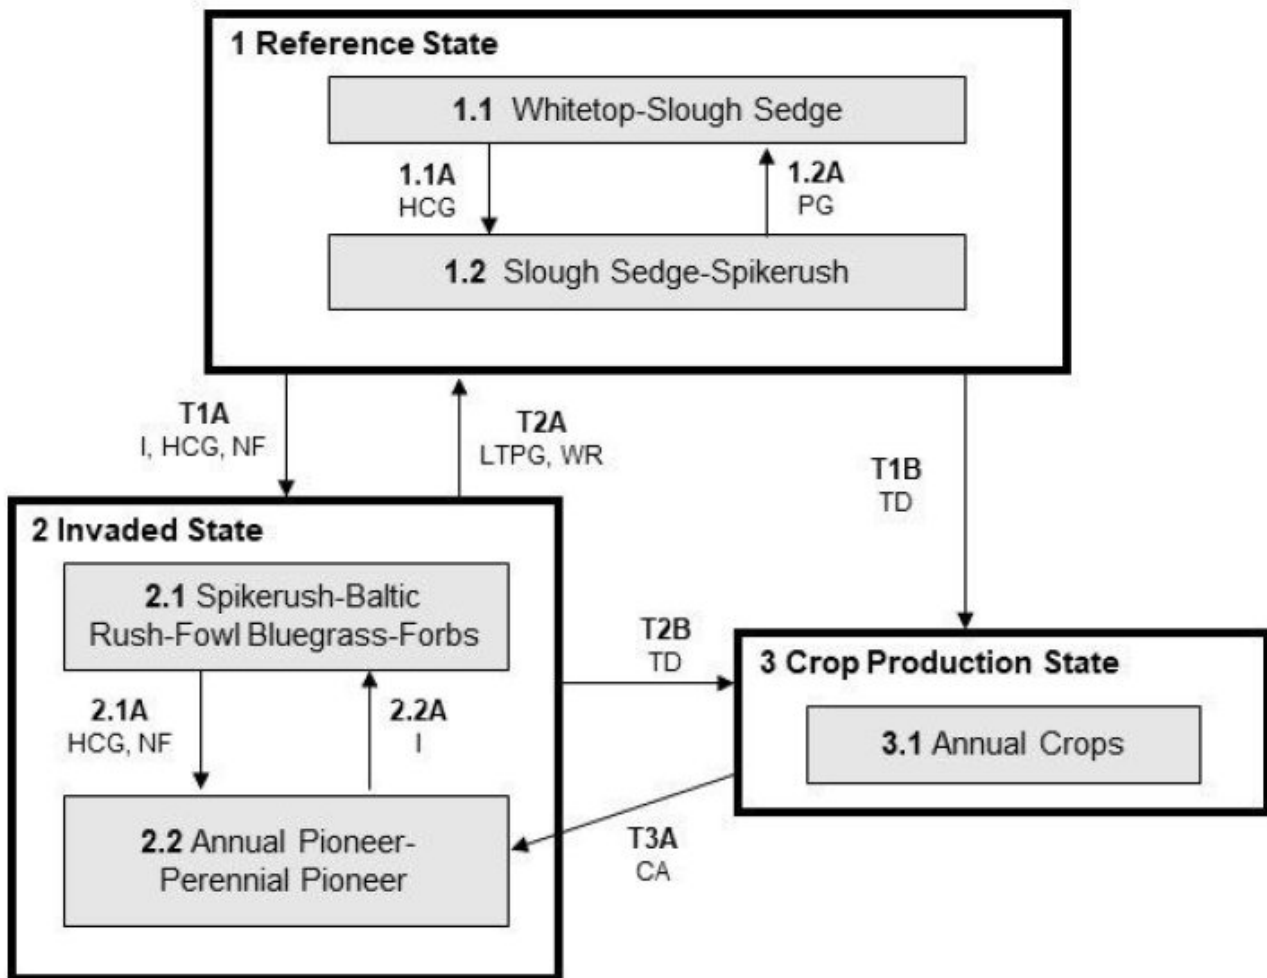 1 Reference State
1.1 Whitetop-Slough Sedge
1.1A
HCG
1.2A
PG
1.2 Slough Sedge-Spikerush
T1A
I, HCG, NF
T2A
LTPG, WR
T1B
TD
2 Invaded State
2.1 Spikerush-Baltic
Rush-Fowl Bluegrass-Forbs
2.1A
HCG, NF
2.2A
I
2.2 Annual Pioneer-
Perennial Pioneer
T2B
TD
3 Crop Production State
3.1 Annual Crops
T3A
CA